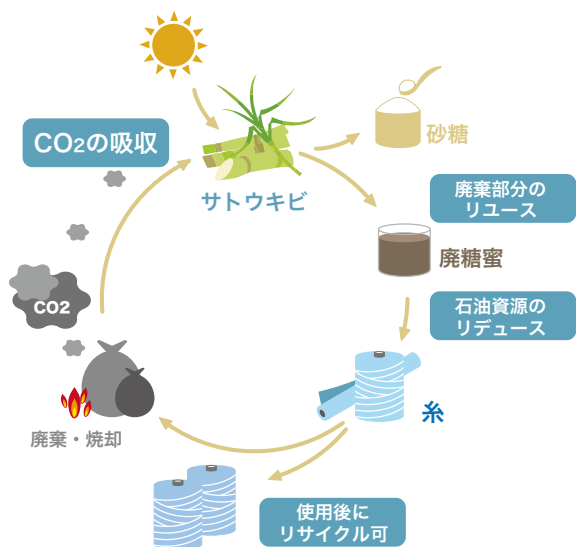 CO2の吸収
サトウキビ
砂糖
廃棄部分の
リユース
廃糖蜜
石油資源の
リデュース
CO2
糸
廃棄・焼却
使用後に
リサイクル可